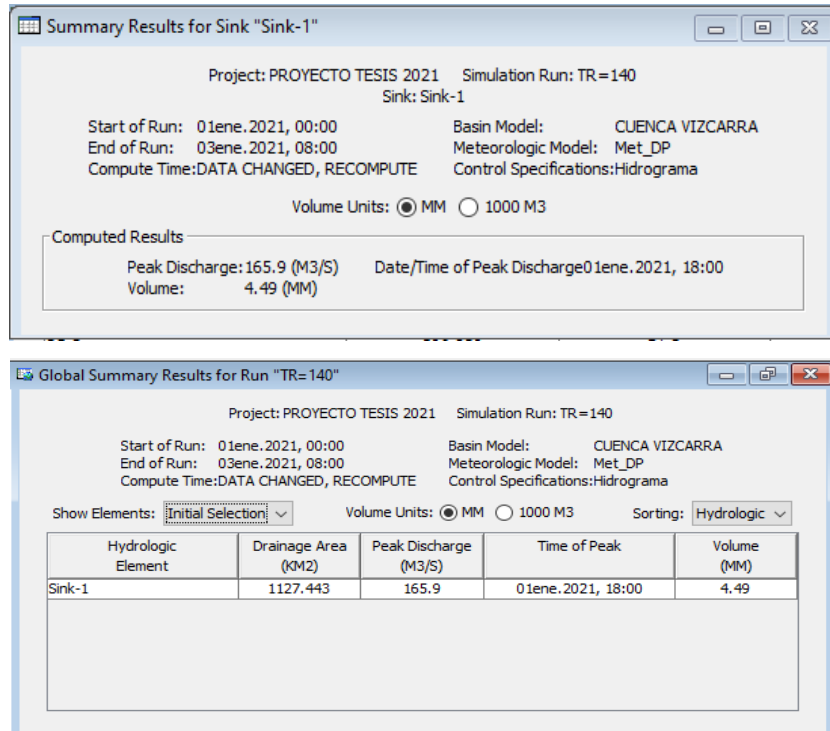 Summary Results for Sink "Sink-1"
Project: PROYECTO TESIS 2021 Simulation Run: TR=140
Sink: Sink-1
Start of Run: 01ene.2021, 00:00 Basin Model: CUENCA VIZCARRA
End of Run: 03ene.2021, 08:00 Meteorologic Model: Met_DP
Compute Time:DATA CHANGED, RECOMPUTE Control Specifications:Hidrograma
Volume Units: MM 1000 M3
Computed Results
Peak Discharge:165.9 (M3/S) Date/Time of Peak Discharge01ene.2021, 18:00
Volume: 4.49 (MM)
Global Summary Results for Run "TR=140"
Project: PROYECTO TESIS 2021 Simulation Run: TR=140
Start of Run: 01ene.2021, 00:00 Basin Model: CUENCA VIZCARRA
End of Run: 03ene.2021, 08:00 Meteorologic Model: Met_DP
Compute Time:DATA CHANGED, RECOMPUTE Control Specifications:Hidrograma
Show Elements: Initial Selection Volume Units: MM 1000 M3 Sorting: Hydrologic
Hydrologic Drainage Area Peak Discharge Time of Peak Volume
Element (KM2) (M3/S) (MM)
Sink-1 1127.443 165.9 01ene.2021, 18:00 4.49